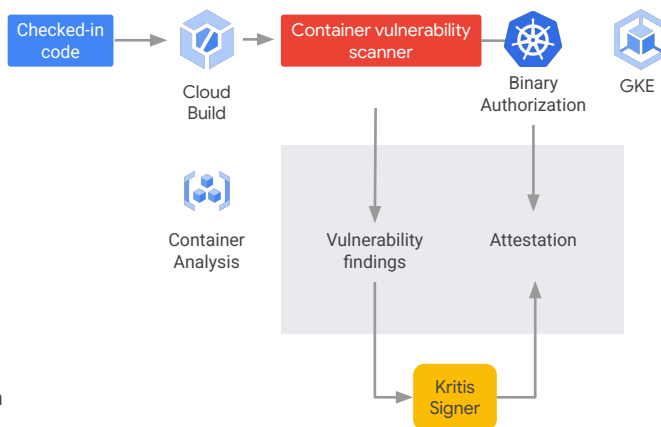 Checked-in
code
Cloud
Build
Container vulnerability
scanner
Binary
Authorization
GKE
Container
Analysis
Vulnerability
findings
Attestation
Kritis
Signer